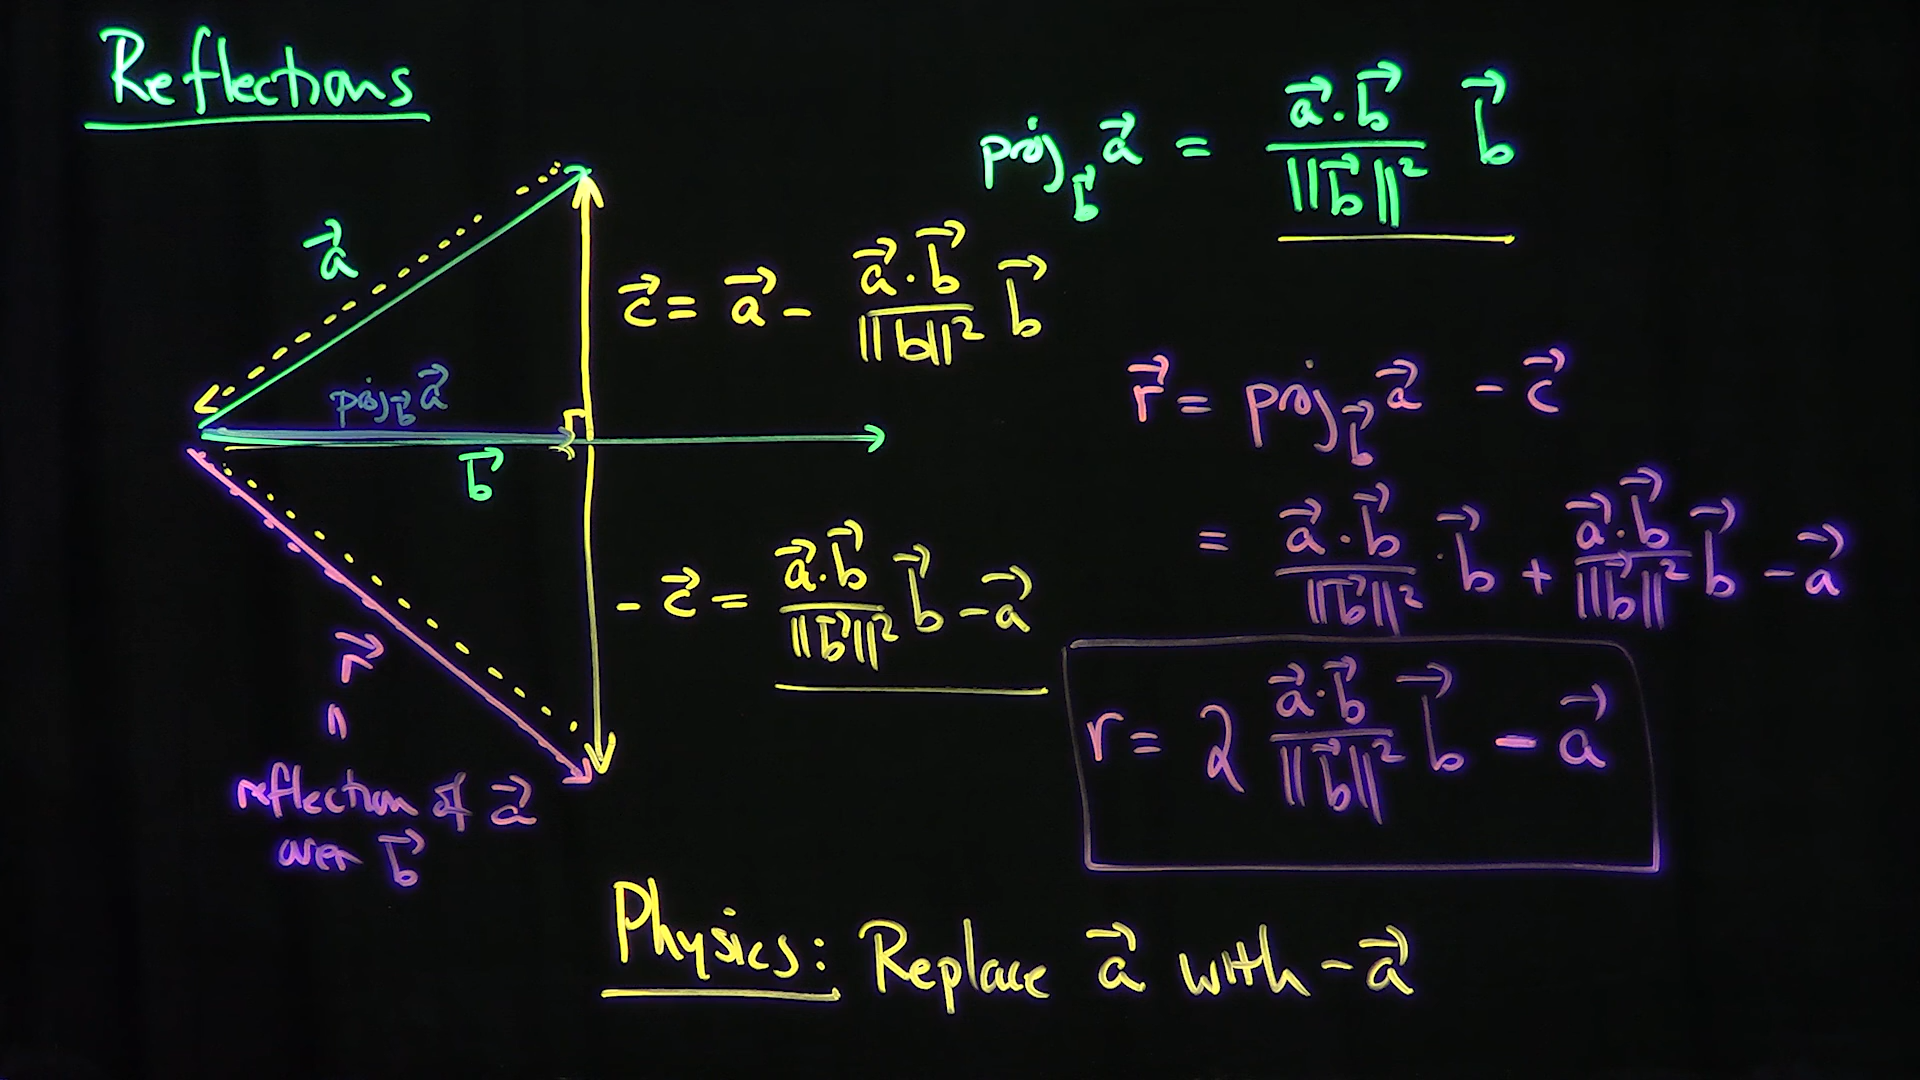 Reflections
proj_b⃗ a⃗ = (a⃗·b⃗)/||b⃗||² b⃗
a⃗
c⃗ = a⃗ - (a⃗·b⃗)/||b||² b⃗
proj_b⃗ a⃗
b⃗
r⃗ = proj_b⃗ a⃗ - c⃗
= (a⃗·b⃗)/||b⃗||² · b⃗ + (a⃗·b⃗)/||b⃗||² b⃗ - a⃗
- c⃗ = (a⃗·b⃗)/||b⃗||² b⃗ - a⃗
r⃗
"
reflection of a⃗
over b⃗
r = 2 (a⃗·b⃗)/||b⃗||² b⃗ - a⃗
Physics: Replace a⃗ with -a⃗